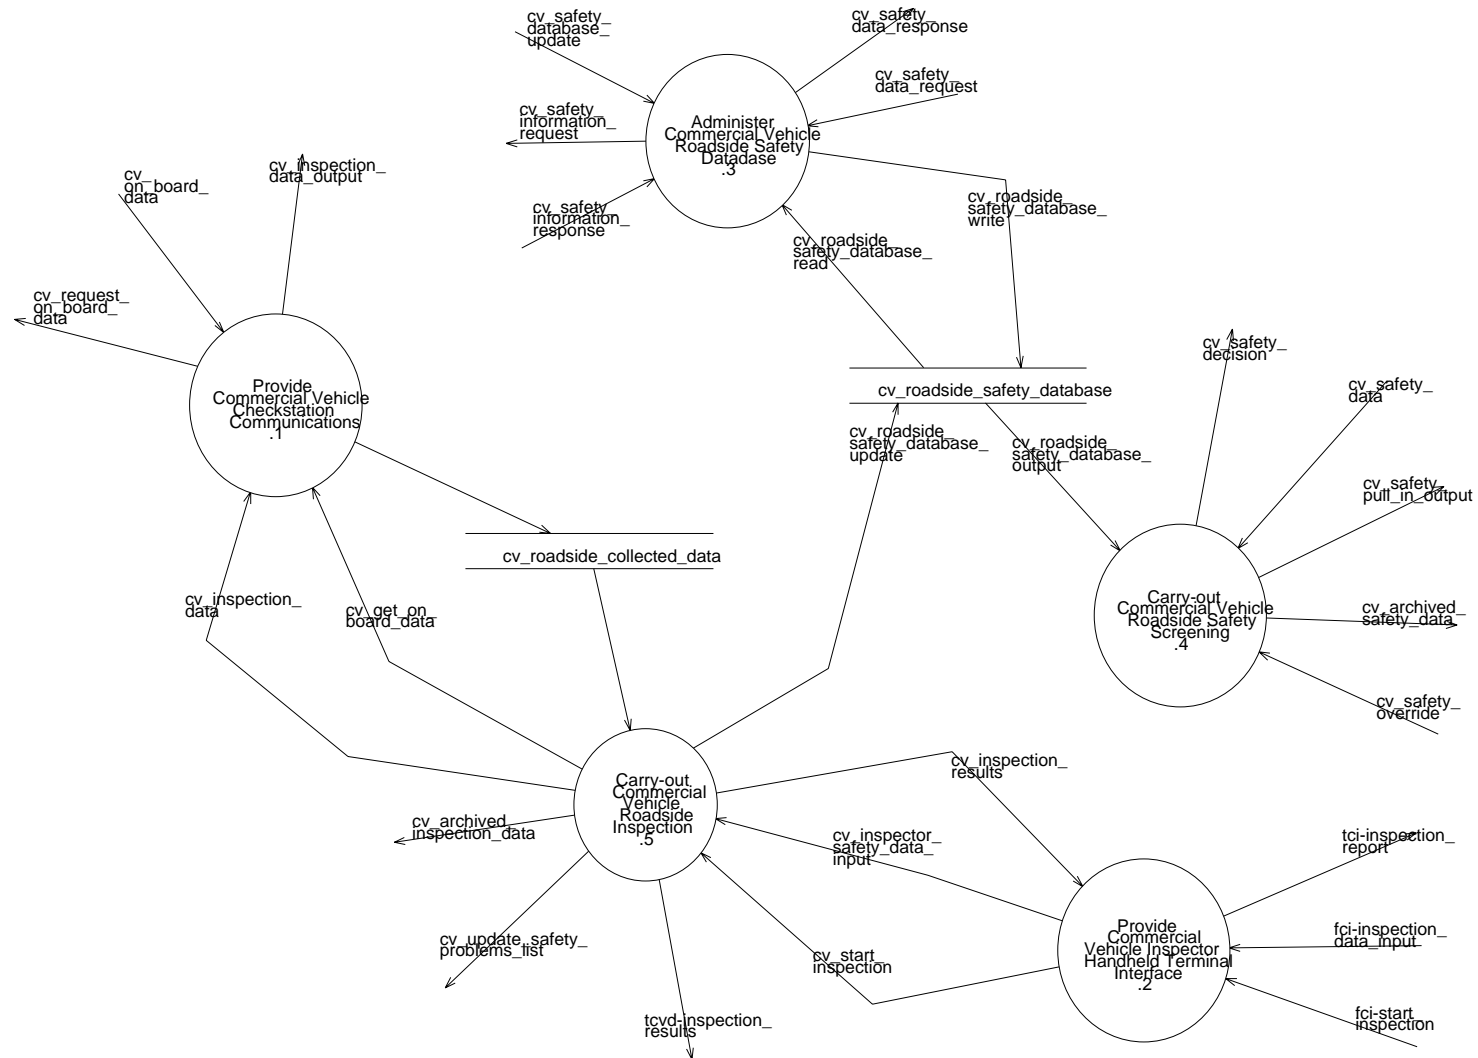 cv_safety_
database_
update
cv_safety_
data_response
cv_safety_
data_request
cv_safety_
information_
request
Administer
Commercial Vehicle
Roadside Safety
Datadase
.3
cv_safety_
information_
response
cv_roadside_
safety_database_
write
cv_roadside_
safety_database_
read
cv_
on_board_
data
cv_inspection_
data_output
cv_request_
on_board_
data
Provide
Commercial Vehicle
Checkstation
Communications
.1
cv_roadside_safety_database
cv_safety_
decision
cv_safety_
data
cv_roadside_
safety_database_
update
cv_roadside_
safety_database_
output
cv_safety_
pull_in_output
cv_roadside_collected_data
cv_inspection_
data
cv_get_on_
board_data
Carry-out
Commercial Vehicle
Roadside Safety
Screening
.4
cv_archived_
safety_data_
cv_safety_
override
Carry-out
Commercial
Vehicle
Roadside
Inspection
.5
cv_inspection_
results
cv_archived_
inspection_data
cv_inspector_
safety_data_
input
tci-inspection_
report
cv_update_safety_
problems_list
cv_start_
inspection
Provide
Commercial
Vehicle Inspector
Handheld Terminal
Interface
.2
fci-inspection_
data_input
tcvd-inspection_
results
fci-start_
inspection